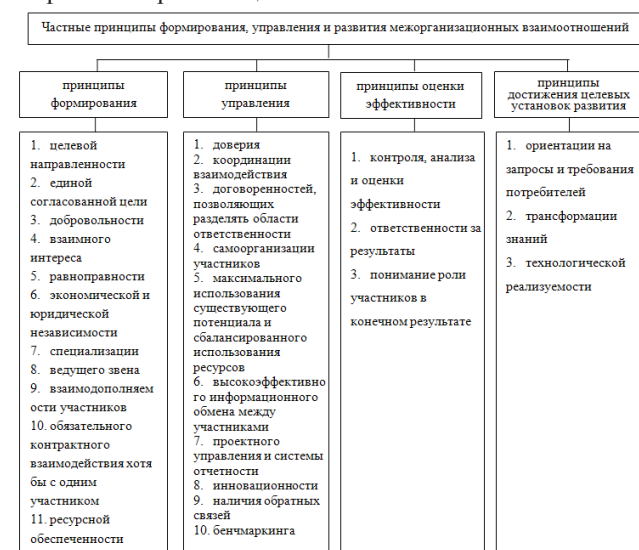 Частные принципы формирования, управления и развития межорганизационных взаимоотношений
принципы
формирования
принципы
управления
принципы оценки
эффективности
принципы
достижения целевых
установок развития
1. целевой
направленности
2. единой
согласованной цели
3. добровольности
4. взаимного
интереса
5. равноправности
6. экономической и
юридической
независимости
7. специализации
8. ведущего звена
9. взаимодополняем
ости участников
10. обязательного
контрактного
взаимодействия хотя
бы с одним
участником
11. ресурсной
обеспеченности
1. доверия
2. координации
взаимодействия
3. договоренностей,
позволяющих
разделять области
ответственности
4. самоорганизации
участников
5. максимального
использования
существующего
потенциала и
сбалансированного
использования
ресурсов
6. высокоэффективно
го информационного
обмена между
участниками
7. проектного
управления и системы
отчетности
8. инновационности
9. наличия обратных
связей
10. бенчмаркинга
1. контроля, анализа
и оценки
эффективности
2. ответственности за
результаты
3. понимание роли
участников в
конечном результате
1. ориентации на
запросы и требования
потребителей
2. трансформации
знаний
3. технологической
реализуемости